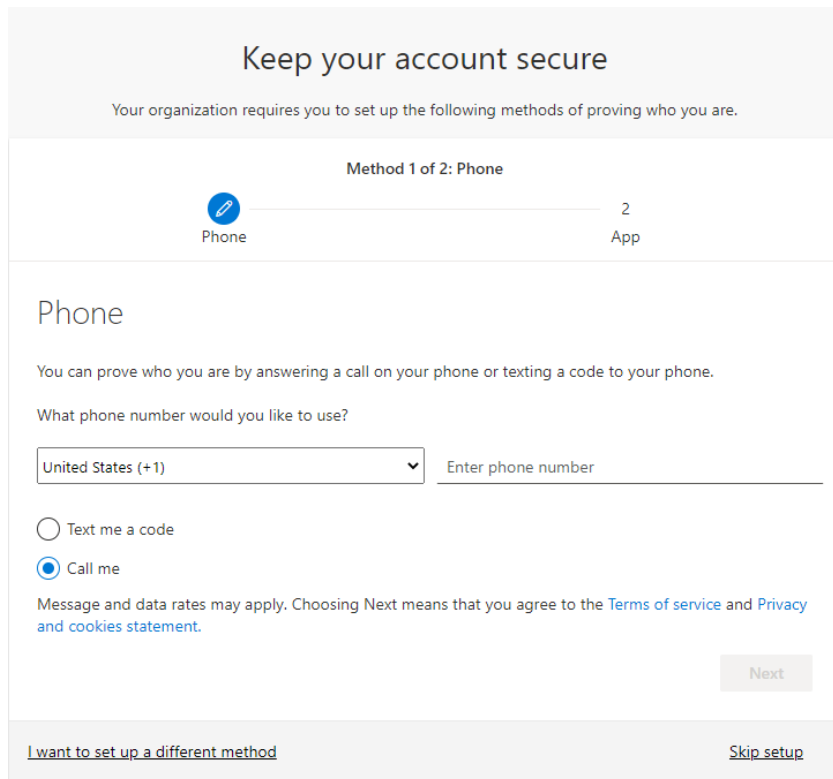 Keep your account secure
Your organization requires you to set up the following methods of proving who you are.
Method 1 of 2: Phone
2
Phone
App
Phone
You can prove who you are by answering a call on your phone or texting a code to your phone.
What phone number would you like to use?
United States (+1)
Enter phone number
Text me a code
Call me
Message and data rates may apply. Choosing Next means that you agree to the Terms of service and Privacy
and cookies statement.
Next
I want to set up a different method
Skip setup